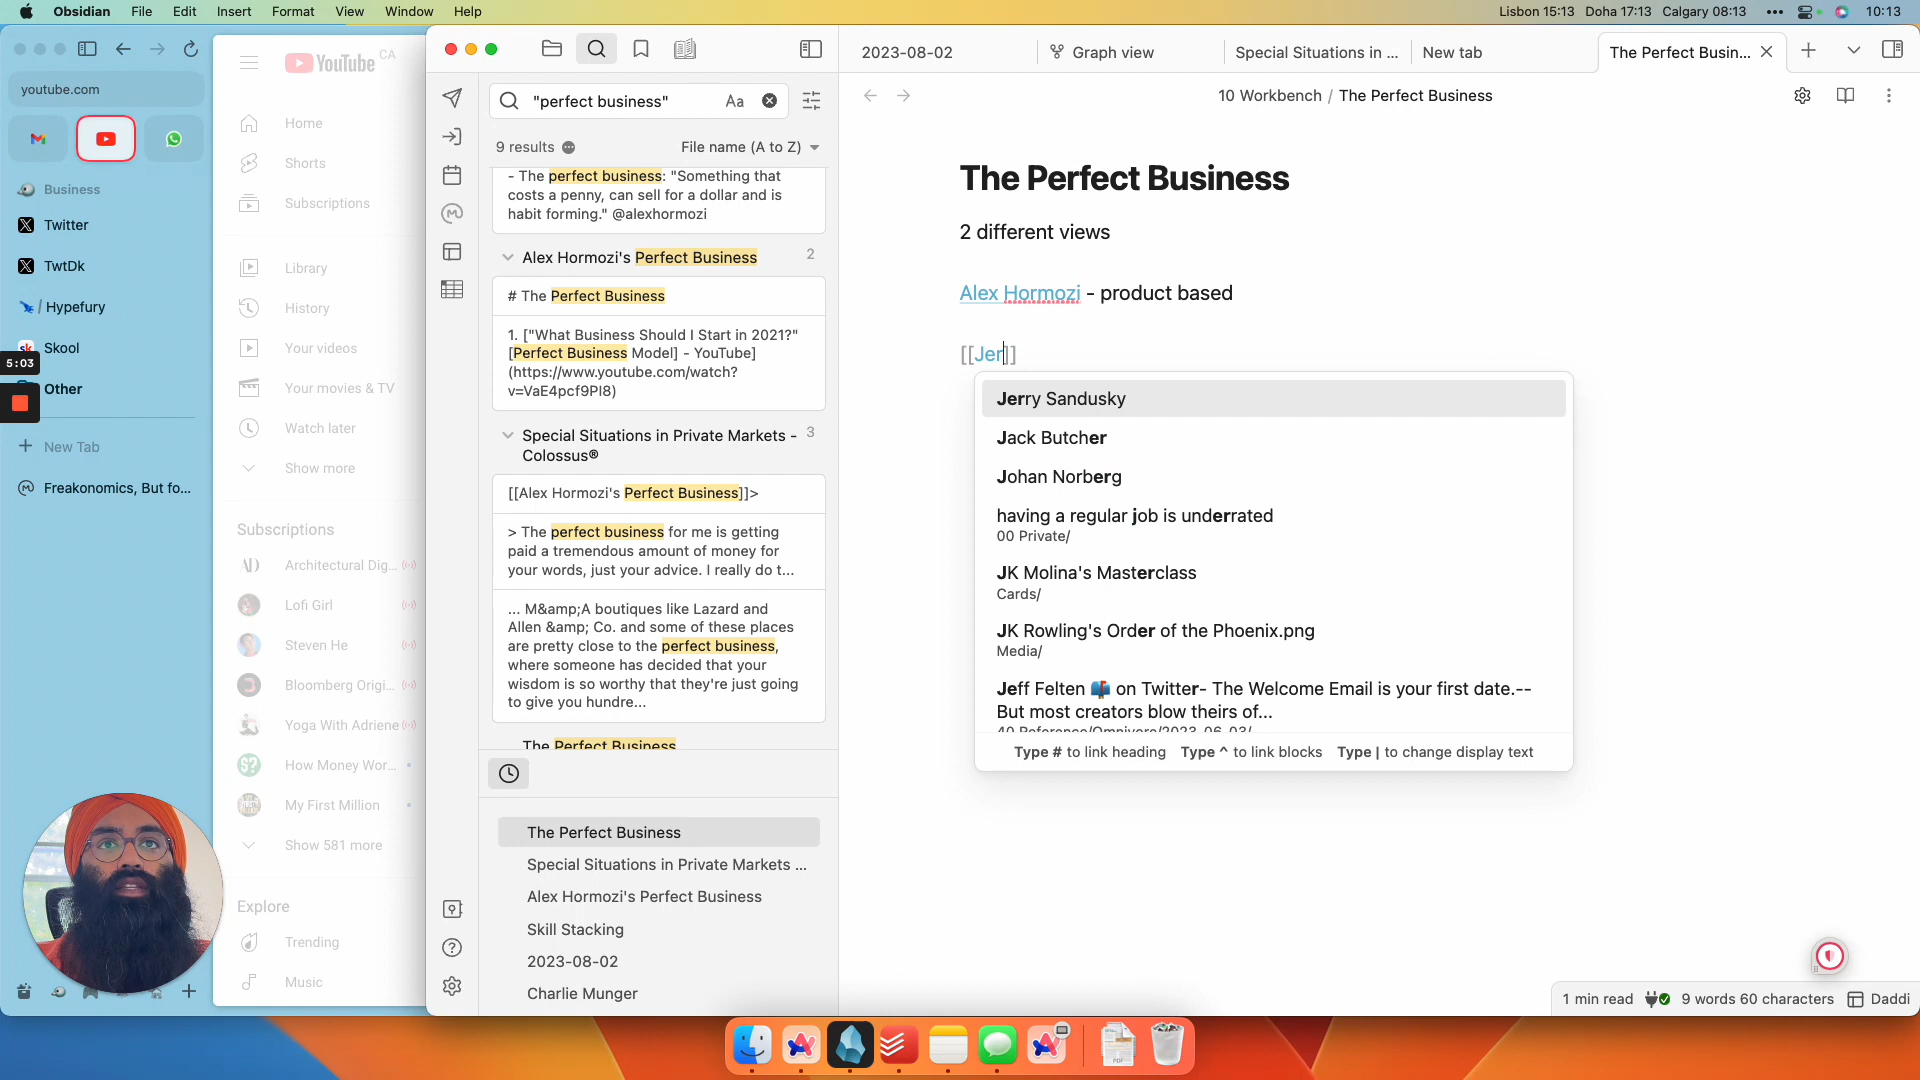 Obsidian File Edit Insert Format View Window Help
Lisbon 15:13 Doha 17:13 Calgary 08:13 10:13
youtube.com
Business
Twitter
TwtDk
/ Hypefury
sk Skool
5:03
Other
New Tab
Freakonomics, But fo...
YouTube CA
Home
Shorts
Subscriptions
Library
History
Your videos
Your movies & TV
Watch later
Show more
Subscriptions
Architectural Dig...
Lofi Girl
Steven He
Bloomberg Origi...
Yoga With Adriene
How Money Wor...
My First Million
Show 581 more
Explore
Trending
Music
"perfect business" Aa
9 results File name (A to Z)
- The perfect business: "Something that
costs a penny, can sell for a dollar and is
habit forming." @alexhormozi
Alex Hormozi's Perfect Business 2
# The Perfect Business
1. ["What Business Should I Start in 2021?"
[Perfect Business Model] - YouTube]
(https://www.youtube.com/watch?
v=VaE4pcf9PI8)
Special Situations in Private Markets - 3
Colossus®
[[Alex Hormozi's Perfect Business]]>
> The perfect business for me is getting
paid a tremendous amount of money for
your words, just your advice. I really do t...
... M&amp;A boutiques like Lazard and
Allen &amp; Co. and some of these places
are pretty close to the perfect business,
where someone has decided that your
wisdom is so worthy that they're just going
to give you hundre...
The Perfect Business
The Perfect Business
Special Situations in Private Markets ...
Alex Hormozi's Perfect Business
Skill Stacking
2023-08-02
Charlie Munger
2023-08-02
Graph view
Special Situations in ...
New tab
The Perfect Busin...
10 Workbench / The Perfect Business
The Perfect Business
2 different views
Alex Hormozi - product based
[[Jer]]
Jerry Sandusky
Jack Butcher
Johan Norberg
having a regular job is underrated
00 Private/
JK Molina's Masterclass
Cards/
JK Rowling's Order of the Phoenix.png
Media/
Jeff Felten 📫 on Twitter- The Welcome Email is your first date.--
But most creators blow theirs of...
40 Reference/Omnivore/2023-06-03/
Type # to link heading Type ^ to link blocks Type | to change display text
1 min read 9 words 60 characters Daddi
PDF